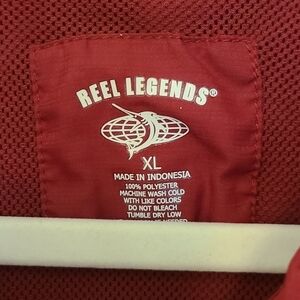 REEL LEGENDS®
XL
MADE IN INDONESIA
100% POLYESTER
MACHINE WASH COLD
WITH LIKE COLORS
DO NOT BLEACH
TUMBLE DRY LOW